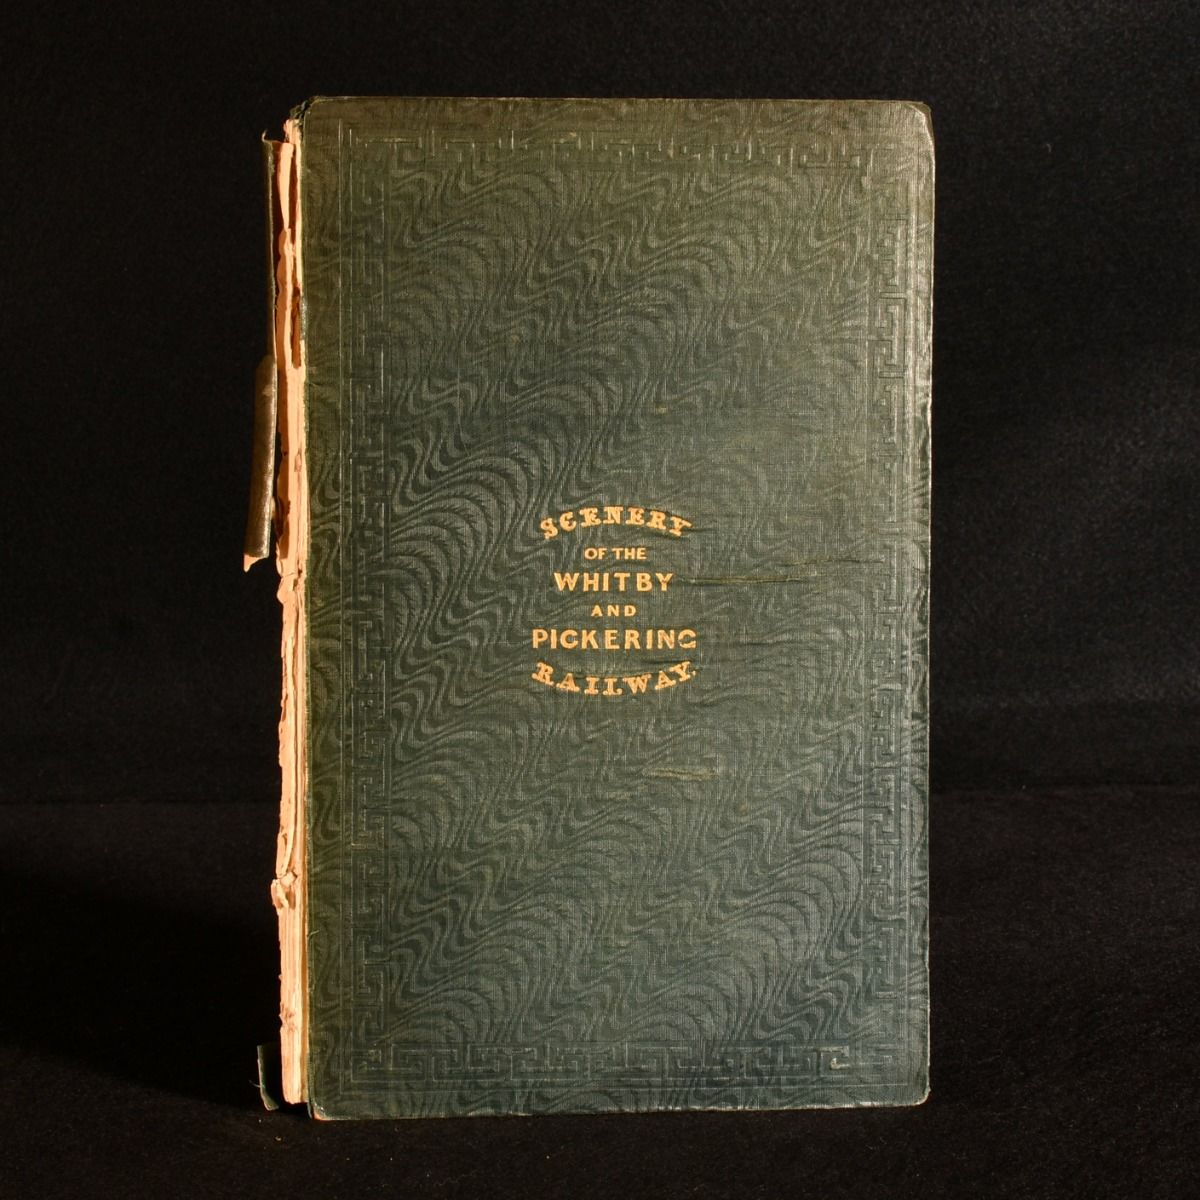 SCENERY
OF THE
WHITBY
AND
PICKERING
RAILWAY.